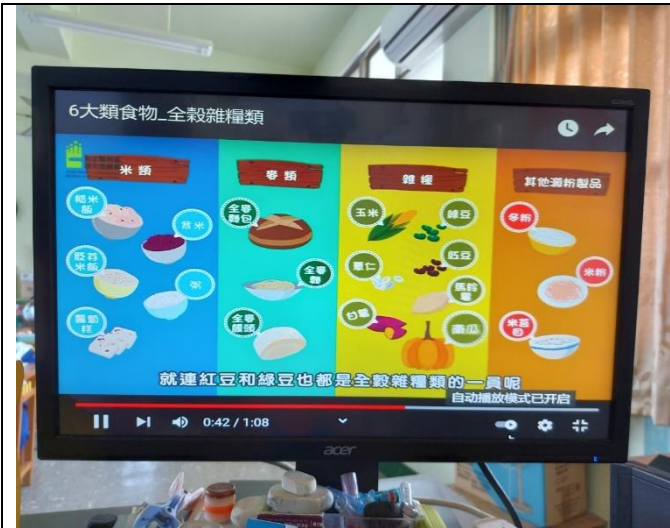 6大類食物_全穀雜糧類
米類
糙米飯
紫米
胚芽米飯
粥
蘿蔔糕
麥類
全麥麵包
全麥麵
全麥饅頭
雜糧
玉米
綠豆
紅豆
薏仁
馬鈴薯
甘藷
南瓜
其他澱粉製品
冬粉
米粉
米苔目
就連紅豆和綠豆也都是全穀雜糧類的一員呢
自动播放模式已开启
0:42 / 1:08
acer